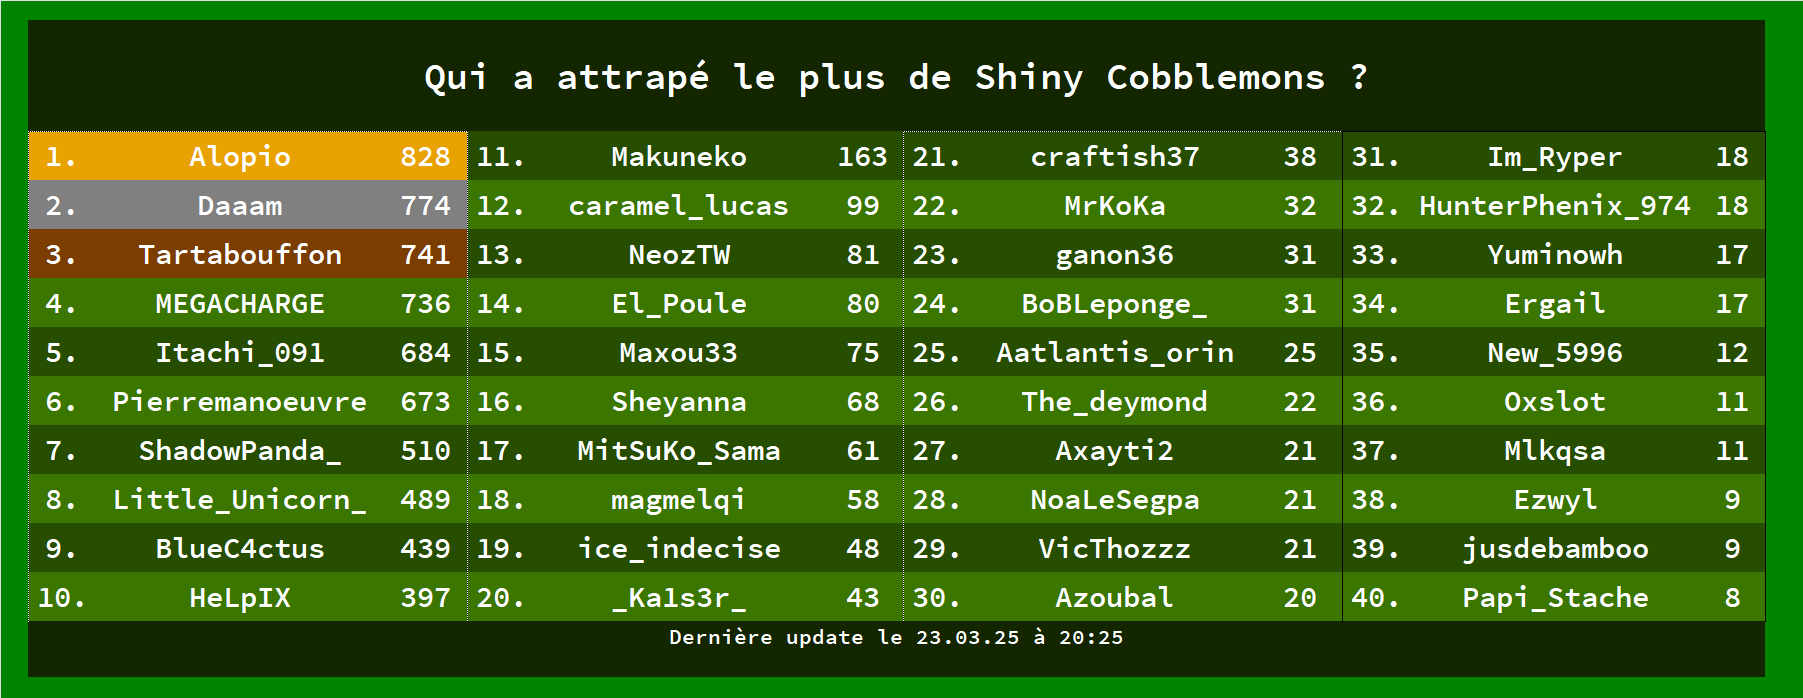 Qui a attrapé le plus de Shiny Cobblemons ?
1. Alopio 828
2. Daaam 774
3. Tartabouffon 741
4. MEGACHARGE 736
5. Itachi_091 684
6. Pierremanoeuvre 673
7. ShadowPanda_ 510
8. Little_Unicorn_ 489
9. BlueC4ctus 439
10. HeLpIX 397
11. Makuneko 163
12. caramel_lucas 99
13. NeozTW 81
14. El_Poule 80
15. Maxou33 75
16. Sheyanna 68
17. MitSuKo_Sama 61
18. magmelqi 58
19. ice_indecise 48
20. _Ka1s3r_ 43
21. craftish37 38
22. MrKoKa 32
23. ganon36 31
24. BoBLeponge_ 31
25. Aatlantis_orin 25
26. The_deymond 22
27. Axayti2 21
28. NoaLeSegpa 21
29. VicThozzz 21
30. Azoubal 20
31. Im_Ryper 18
32. HunterPhenix_974 18
33. Yuminowh 17
34. Ergail 17
35. New_5996 12
36. Oxslot 11
37. Mlkqsa 11
38. Ezwyl 9
39. jusdebamboo 9
40. Papi_Stache 8
Dernière update le 23.03.25 à 20:25